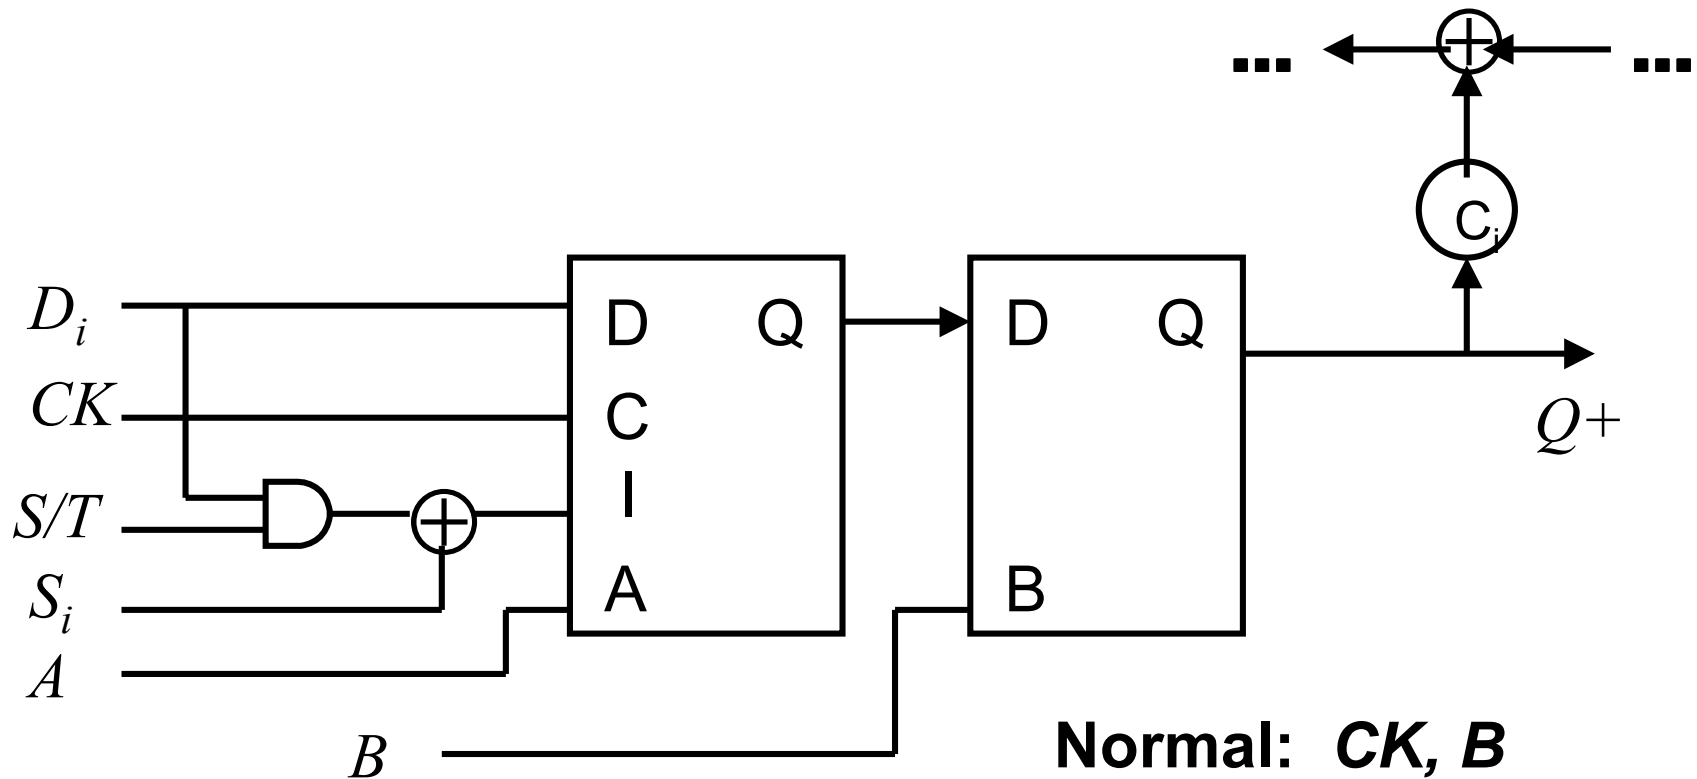 ... ...
C_i
D_i D Q D Q
CK C
Q+
S/T I
S_i A B
A
B Normal: CK, B